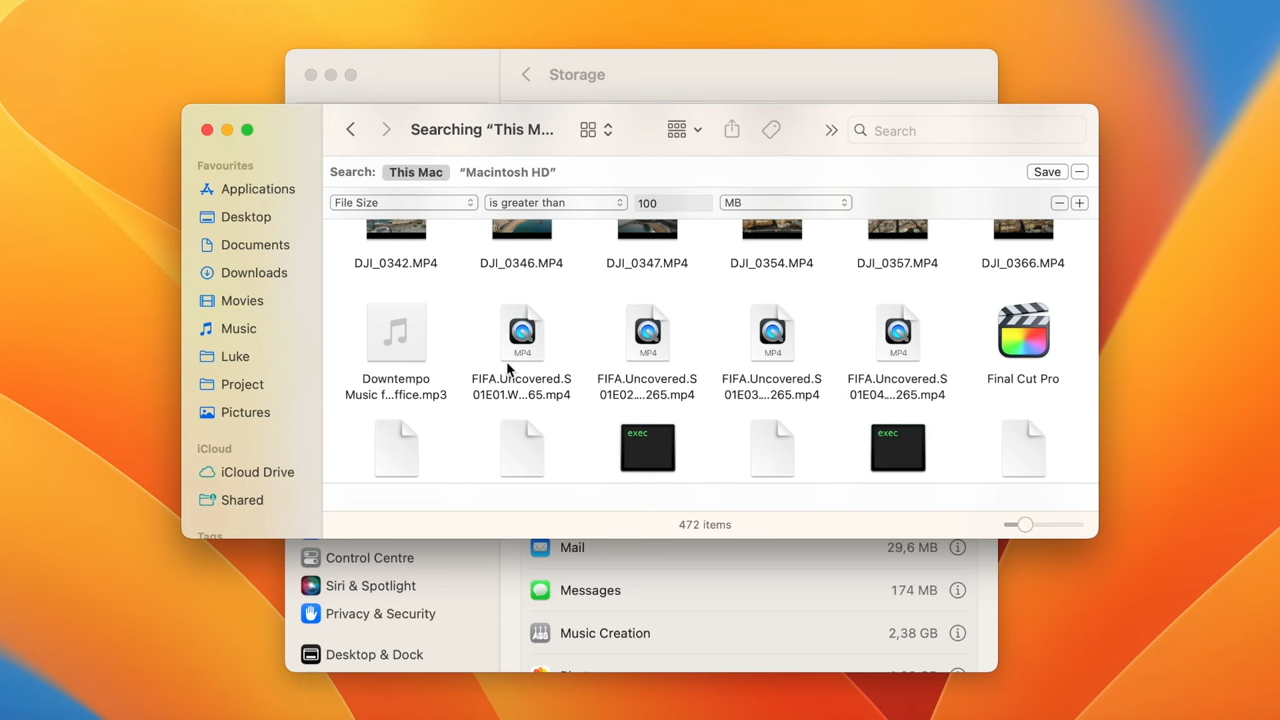 Storage
Searching “This M...
Search
Favourites
Applications
Desktop
Documents
Downloads
Movies
Music
Luke
Project
Pictures
iCloud
iCloud Drive
Shared
Tags
Search: This Mac “Macintosh HD” Save
File Size is greater than 100 MB
DJI_0342.MP4 DJI_0346.MP4 DJI_0347.MP4 DJI_0354.MP4 DJI_0357.MP4 DJI_0366.MP4
MP4 MP4 MP4 MP4
Downtempo FIFA.Uncovered.S FIFA.Uncovered.S FIFA.Uncovered.S FIFA.Uncovered.S Final Cut Pro
Music f...ffice.mp3 01E01.W...65.mp4 01E02....265.mp4 01E03....265.mp4 01E04....265.mp4
exec exec
472 items
Control Centre
Siri & Spotlight
Privacy & Security
Desktop & Dock
Mail 29,6 MB
Messages 174 MB
Music Creation 2,38 GB